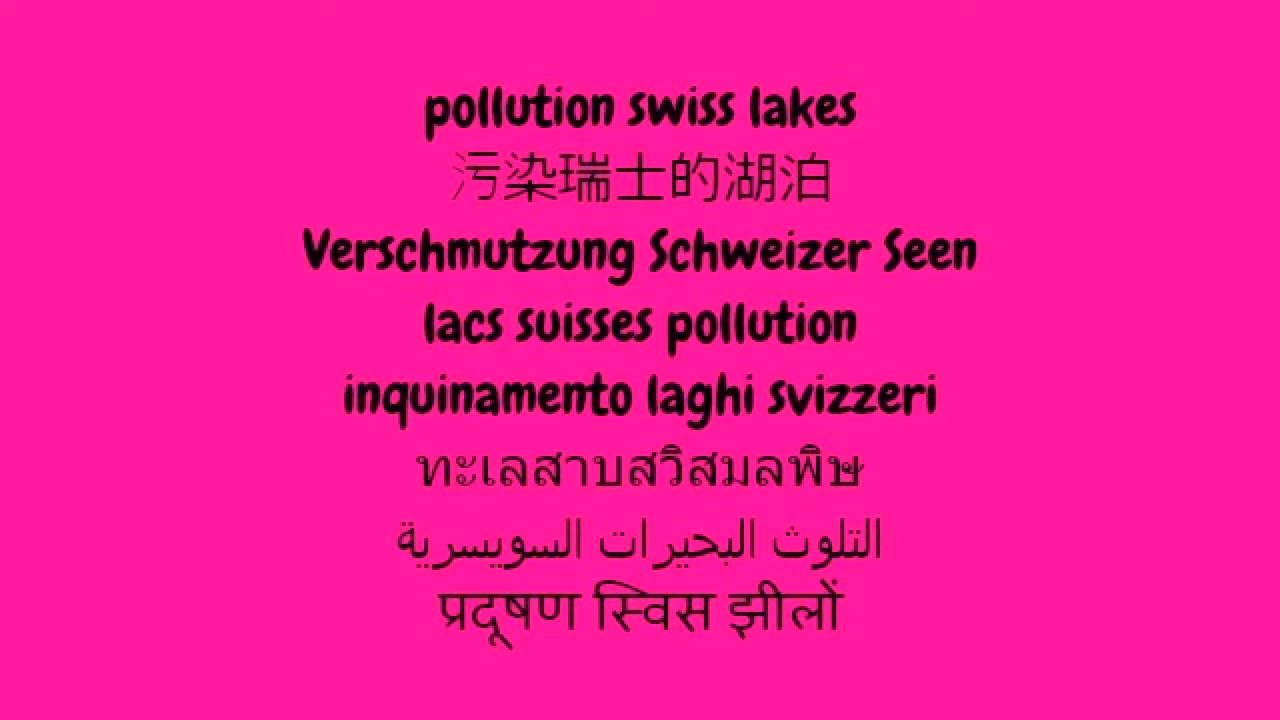 pollution swiss lakes
污染瑞士的湖泊
Verschmutzung Schweizer Seen
lacs suisses pollution
inquinamento laghi svizzeri
ทะเลสาบสวิสมลพิษ
التلوث البحيرات السويسرية
प्रदूषण स्विस झीलों